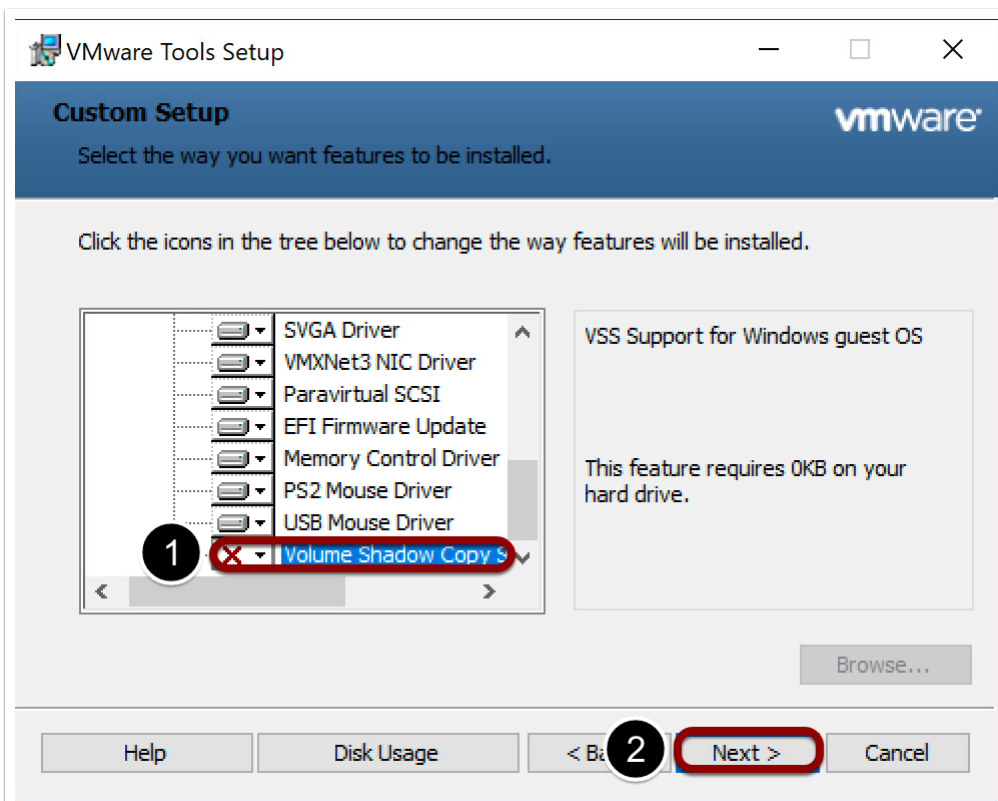 VMware Tools Setup
Custom Setup
vmware
Select the way you want features to be installed.
Click the icons in the tree below to change the way features will be installed.
SVGA Driver
VMXNet3 NIC Driver
Paravirtual SCSI
EFI Firmware Update
Memory Control Driver
PS2 Mouse Driver
USB Mouse Driver
1
Volume Shadow Copy S
VSS Support for Windows guest OS
This feature requires 0KB on your
hard drive.
Browse...
Help
Disk Usage
< Ba
2
Next >
Cancel